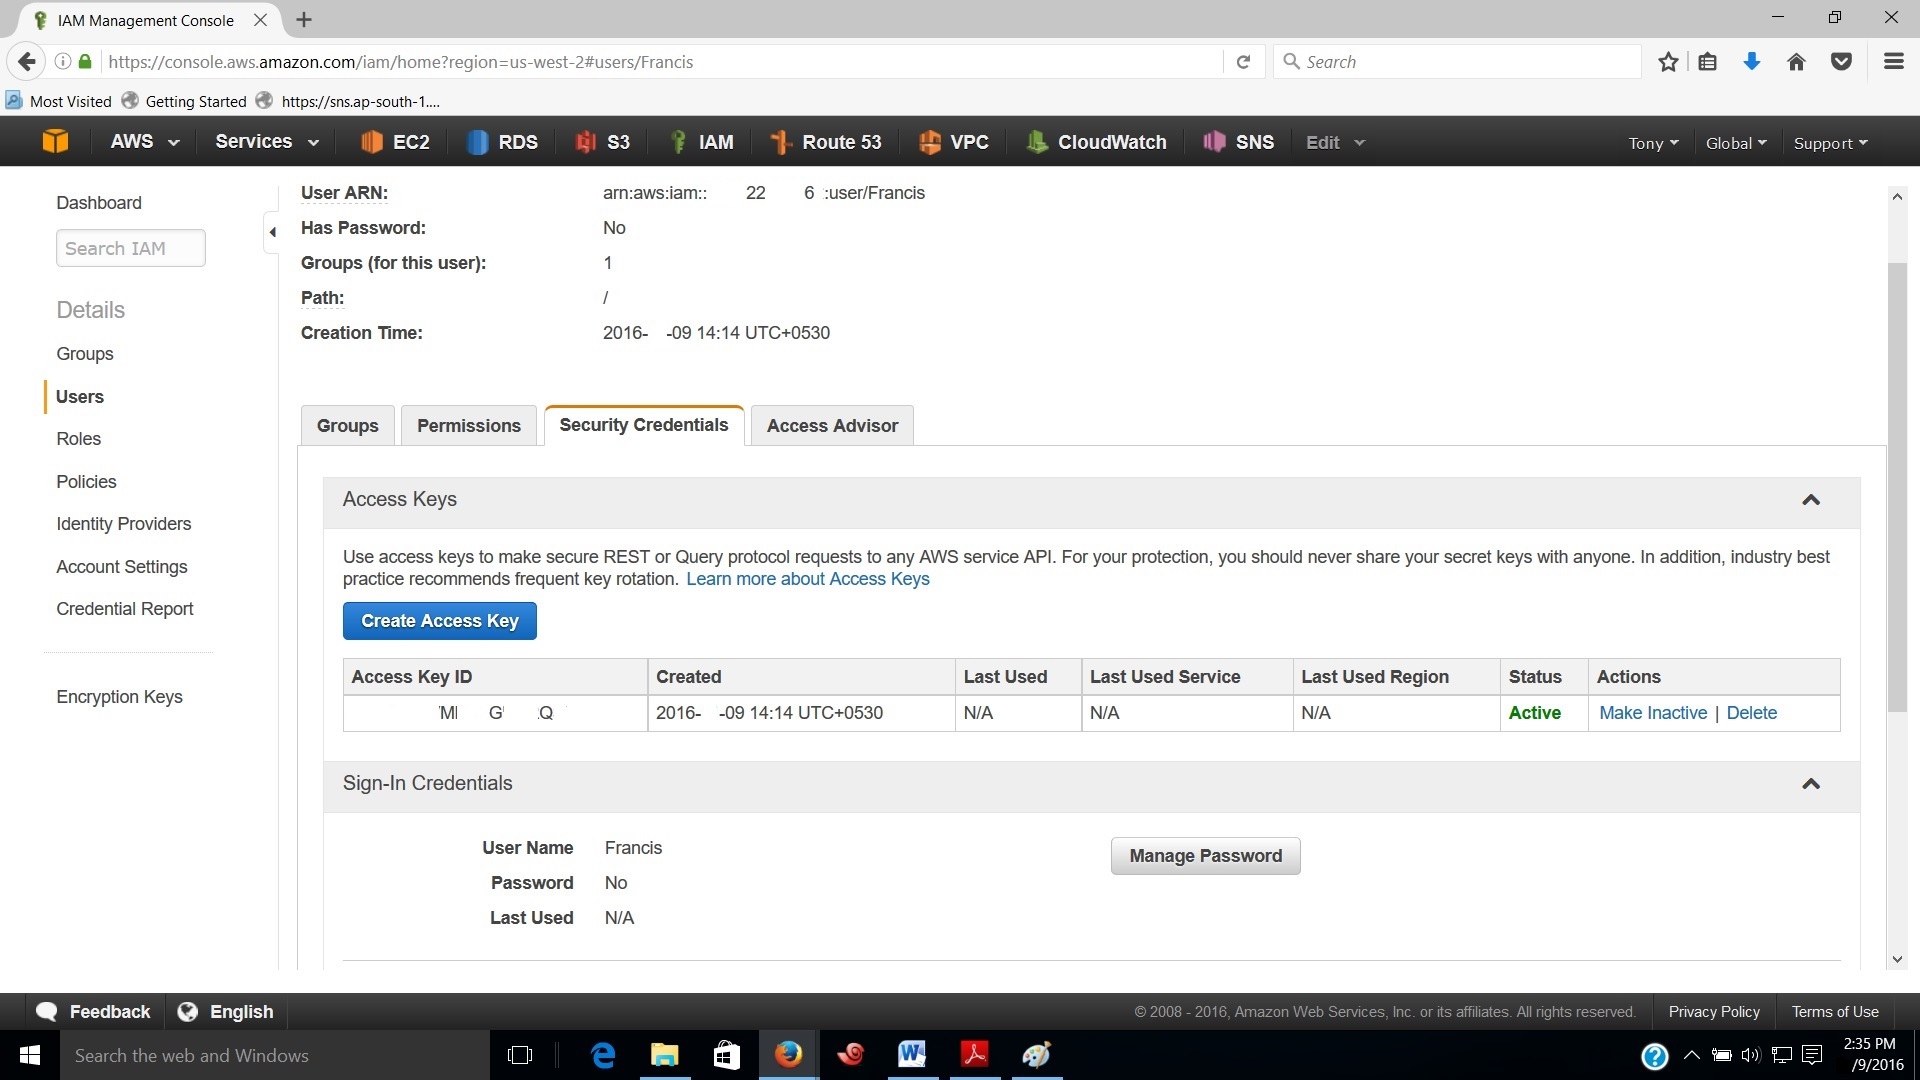 IAM Management Console
https://console.aws.amazon.com/iam/home?region=us-west-2#users/Francis
Search
Most Visited Getting Started https://sns.ap-south-1....
AWS Services EC2 RDS S3 IAM Route 53 VPC CloudWatch SNS Edit Tony Global Support
Dashboard
Search IAM
Details
Groups
Users
Roles
Policies
Identity Providers
Account Settings
Credential Report
Encryption Keys
User ARN: arn:aws:iam:: 22 6 :user/Francis
Has Password: No
Groups (for this user): 1
Path: /
Creation Time: 2016- -09 14:14 UTC+0530
Groups Permissions Security Credentials Access Advisor
Access Keys
Use access keys to make secure REST or Query protocol requests to any AWS service API. For your protection, you should never share your secret keys with anyone. In addition, industry best
practice recommends frequent key rotation. Learn more about Access Keys
Create Access Key
Access Key ID Created Last Used Last Used Service Last Used Region Status Actions
2016- -09 14:14 UTC+0530 N/A N/A N/A Active Make Inactive | Delete
Sign-In Credentials
User Name Francis
Manage Password
Password No
Last Used N/A
Feedback English © 2008 - 2016, Amazon Web Services, Inc. or its affiliates. All rights reserved. Privacy Policy Terms of Use
Search the web and Windows
2:35 PM
/9/2016